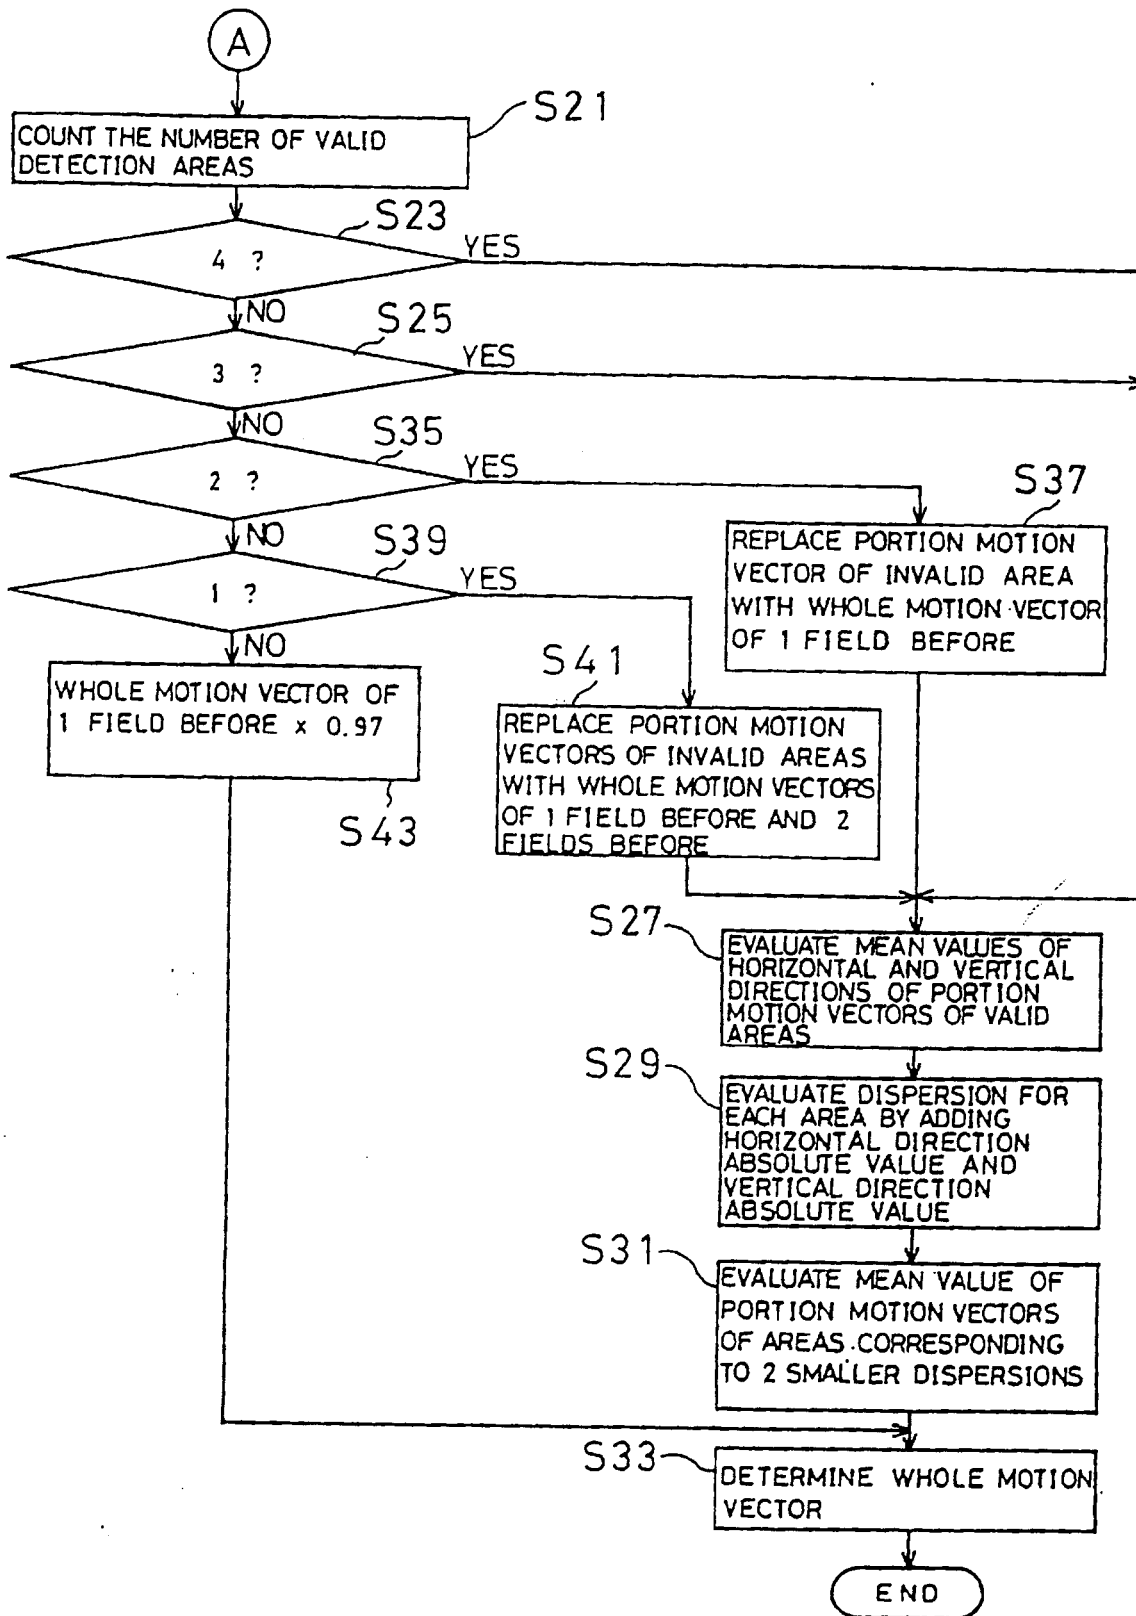 A
S21
COUNT THE NUMBER OF VALID
DETECTION AREAS
S23
4 ?
YES
NO
S25
3 ?
YES
NO
S35
2 ?
YES
NO
S37
REPLACE PORTION MOTION
VECTOR OF INVALID AREA
WITH WHOLE MOTION VECTOR
OF 1 FIELD BEFORE
S39
1 ?
YES
NO
S41
REPLACE PORTION MOTION
VECTORS OF INVALID AREAS
WITH WHOLE MOTION VECTORS
OF 1 FIELD BEFORE AND 2
FIELDS BEFORE
WHOLE MOTION VECTOR OF
1 FIELD BEFORE x 0.97
S43
S27
EVALUATE MEAN VALUES OF
HORIZONTAL AND VERTICAL
DIRECTIONS OF PORTION
MOTION VECTORS OF VALID
AREAS
S29
EVALUATE DISPERSION FOR
EACH AREA BY ADDING
HORIZONTAL DIRECTION
ABSOLUTE VALUE AND
VERTICAL DIRECTION
ABSOLUTE VALUE
S31
EVALUATE MEAN VALUE OF
PORTION MOTION VECTORS
OF AREAS CORRESPONDING
TO 2 SMALLER DISPERSIONS
S33
DETERMINE WHOLE MOTION
VECTOR
END